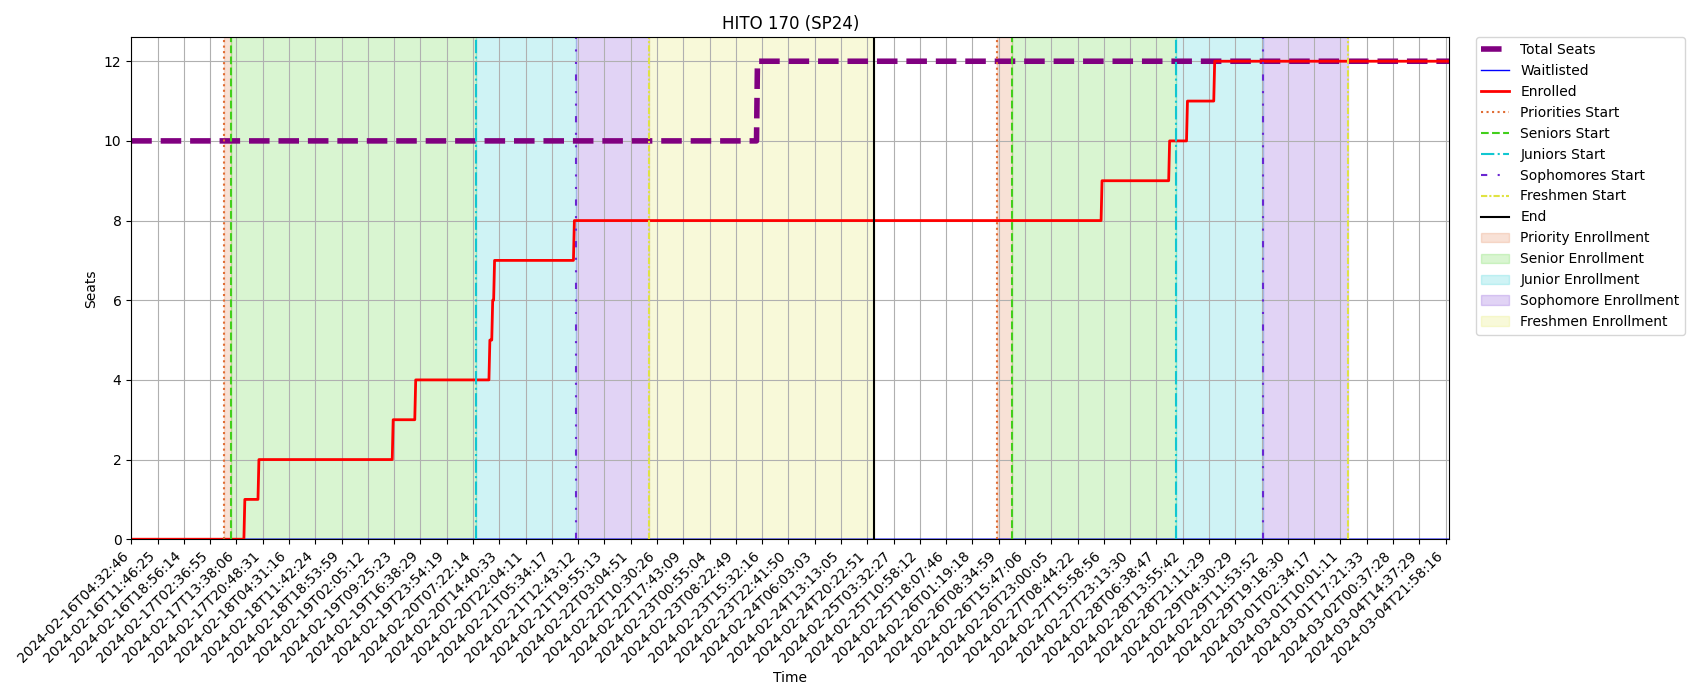 HITO 170 (SP24)
12
10
8
6
4
2
0
Seats
2024-02-16T04:32:46
2024-02-16T11:46:25
2024-02-16T18:56:14
2024-02-17T02:36:55
2024-02-17T13:38:06
2024-02-17T20:48:31
2024-02-18T04:31:16
2024-02-18T11:42:24
2024-02-18T18:53:59
2024-02-19T02:05:12
2024-02-19T09:25:23
2024-02-19T16:38:29
2024-02-19T23:54:19
2024-02-20T07:22:14
2024-02-20T14:40:33
2024-02-20T22:04:11
2024-02-21T05:34:17
2024-02-21T12:43:12
2024-02-21T19:55:13
2024-02-22T03:04:51
2024-02-22T10:30:26
2024-02-22T17:43:09
2024-02-23T00:55:04
2024-02-23T08:22:49
2024-02-23T15:32:16
2024-02-23T22:41:50
2024-02-24T06:03:03
2024-02-24T13:13:05
2024-02-24T20:22:51
2024-02-25T03:32:27
2024-02-25T10:58:12
2024-02-25T18:07:46
2024-02-26T01:19:18
2024-02-26T08:34:59
2024-02-26T15:47:06
2024-02-26T23:00:05
2024-02-27T08:44:22
2024-02-27T15:58:56
2024-02-27T23:13:30
2024-02-28T06:38:47
2024-02-28T13:55:42
2024-02-28T21:11:29
2024-02-29T04:30:29
2024-02-29T11:53:52
2024-02-29T19:18:30
2024-03-01T02:34:17
2024-03-01T10:01:11
2024-03-01T17:21:33
2024-03-02T00:37:28
2024-03-04T14:37:29
2024-03-04T21:58:16
Time
Total Seats
Waitlisted
Enrolled
Priorities Start
Seniors Start
Juniors Start
Sophomores Start
Freshmen Start
End
Priority Enrollment
Senior Enrollment
Junior Enrollment
Sophomore Enrollment
Freshmen Enrollment